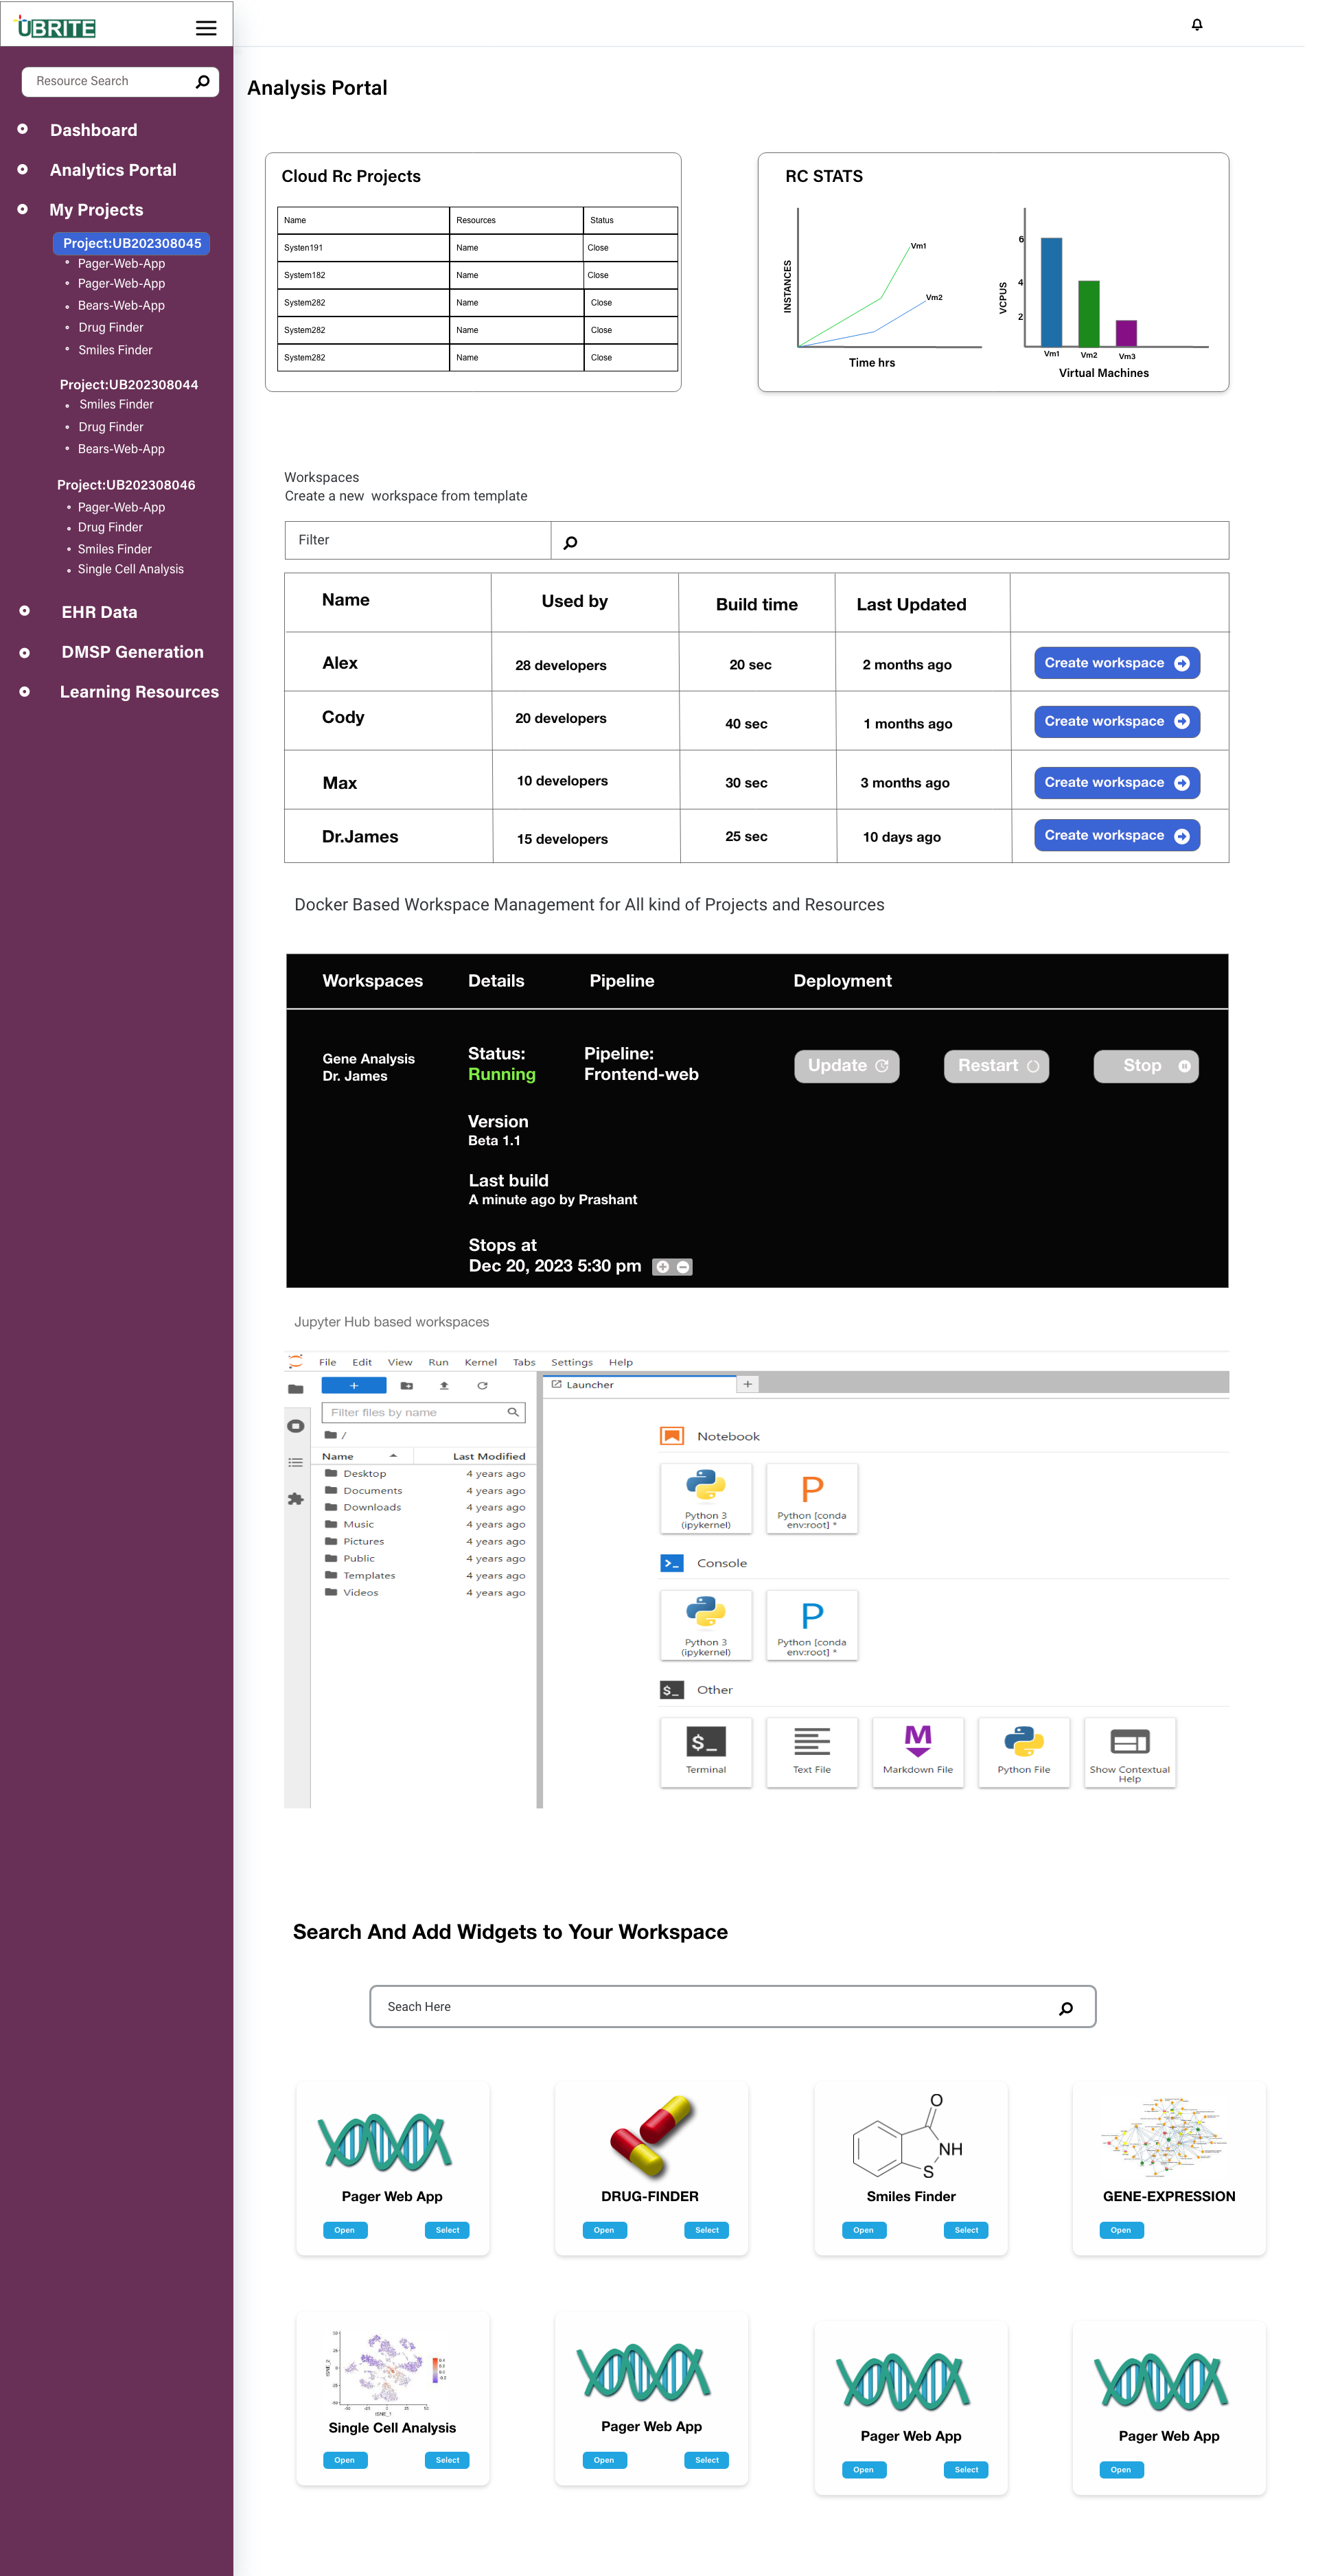 UBRITE
Resource Search
Dashboard
Analytics Portal
My Projects
Project:UB202308045
Pager-Web-App
Pager-Web-App
Bears-Web-App
Drug Finder
Smiles Finder
Project:UB202308044
Smiles Finder
Drug Finder
Bears-Web-App
Project:UB202308046
Pager-Web-App
Drug Finder
Smiles Finder
Single Cell Analysis
EHR Data
DMSP Generation
Learning Resources
Analysis Portal
Cloud Rc Projects
Name Resources Status
Systen191 Name Close
System182 Name Close
System282 Name Close
System282 Name Close
System282 Name Close
RC STATS
INSTANCES
Vm1
Vm2
Time hrs
VCPUS
6
4
2
Vm1 Vm2 Vm3
Virtual Machines
Workspaces
Create a new workspace from template
Filter
Name Used by Build time Last Updated
Alex 28 developers 20 sec 2 months ago Create workspace
Cody 20 developers 40 sec 1 months ago Create workspace
Max 10 developers 30 sec 3 months ago Create workspace
Dr.James 15 developers 25 sec 10 days ago Create workspace
Docker Based Workspace Management for All kind of Projects and Resources
Workspaces Details Pipeline Deployment
Gene Analysis
Dr. James
Status:
Running
Pipeline:
Frontend-web
Update Restart Stop
Version
Beta 1.1
Last build
A minute ago by Prashant
Stops at
Dec 20, 2023 5:30 pm
Jupyter Hub based workspaces
File Edit View Run Kernel Tabs Settings Help
+
Filter files by name
/
Name Last Modified
Desktop 4 years ago
Documents 4 years ago
Downloads 4 years ago
Music 4 years ago
Pictures 4 years ago
Public 4 years ago
Templates 4 years ago
Videos 4 years ago
Launcher +
Notebook
Python 3
(ipykernel)
P
Python [conda
env:root] *
>_ Console
Python 3
(ipykernel)
P
Python [conda
env:root] *
$_ Other
$_
Terminal
Text File
M
Markdown File
Python File
Show Contextual
Help
Search And Add Widgets to Your Workspace
Seach Here
Pager Web App
Open Select
DRUG-FINDER
Open Select
O
NH
S
Smiles Finder
Open Select
GENE-EXPRESSION
Open
tSNE_2
tSNE_1
Single Cell Analysis
Open Select
Pager Web App
Open Select
Pager Web App
Open Select
Pager Web App
Open